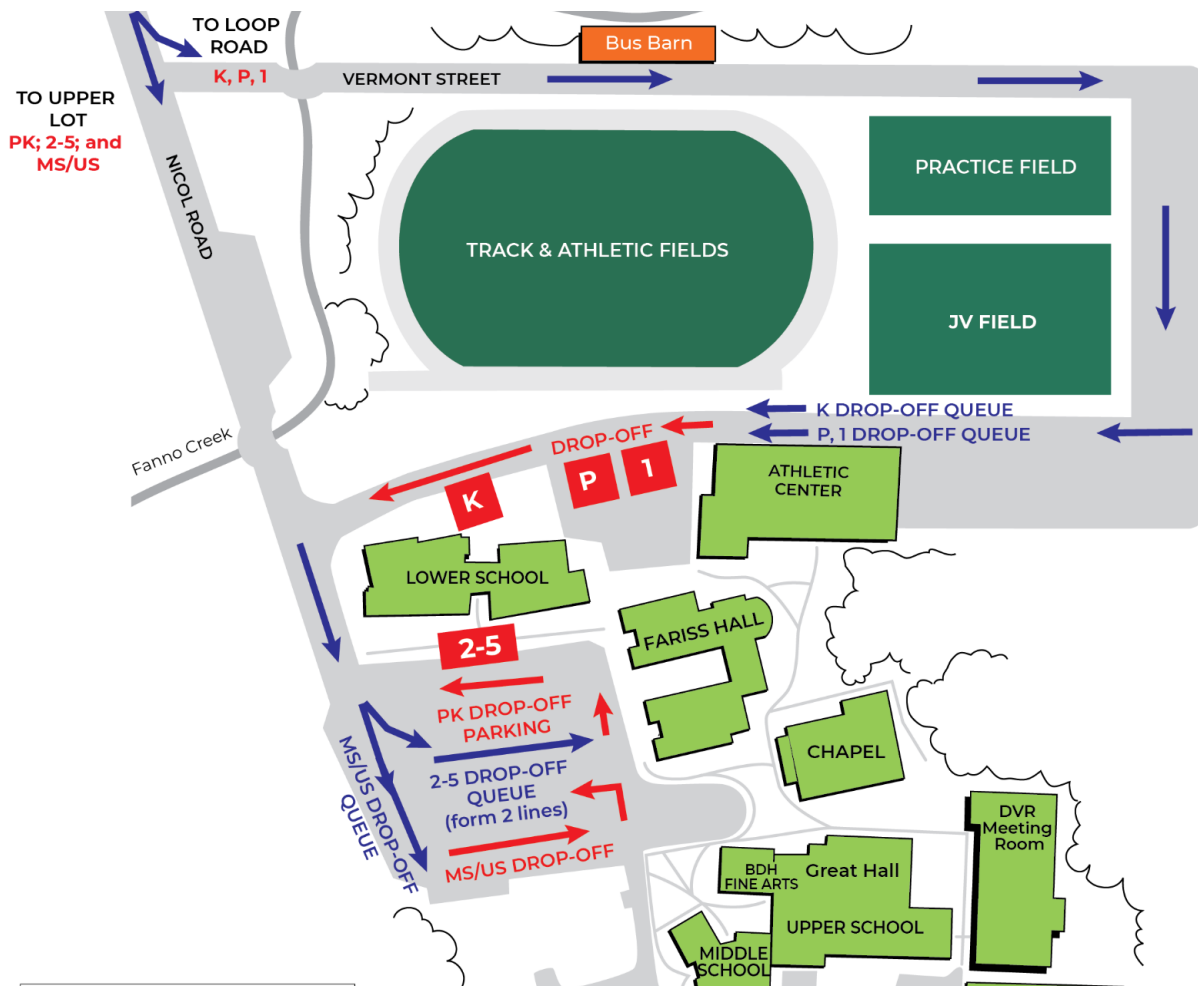 TO LOOP
ROAD
K, P, 1
Bus Barn
VERMONT STREET
TO UPPER
LOT
PK; 2-5; and
MS/US
NICOL ROAD
PRACTICE FIELD
TRACK & ATHLETIC FIELDS
JV FIELD
K DROP-OFF QUEUE
P, 1 DROP-OFF QUEUE
DROP-OFF
Fanno Creek
P
1
K
ATHLETIC
CENTER
LOWER SCHOOL
FARISS HALL
2-5
PK DROP-OFF
PARKING
MS/US DROP-OFF
QUEUE
2-5 DROP-OFF
QUEUE
(form 2 lines)
MS/US DROP-OFF
CHAPEL
DVR
Meeting
Room
BDH
FINE ARTS
Great Hall
UPPER SCHOOL
MIDDLE
SCHOOL